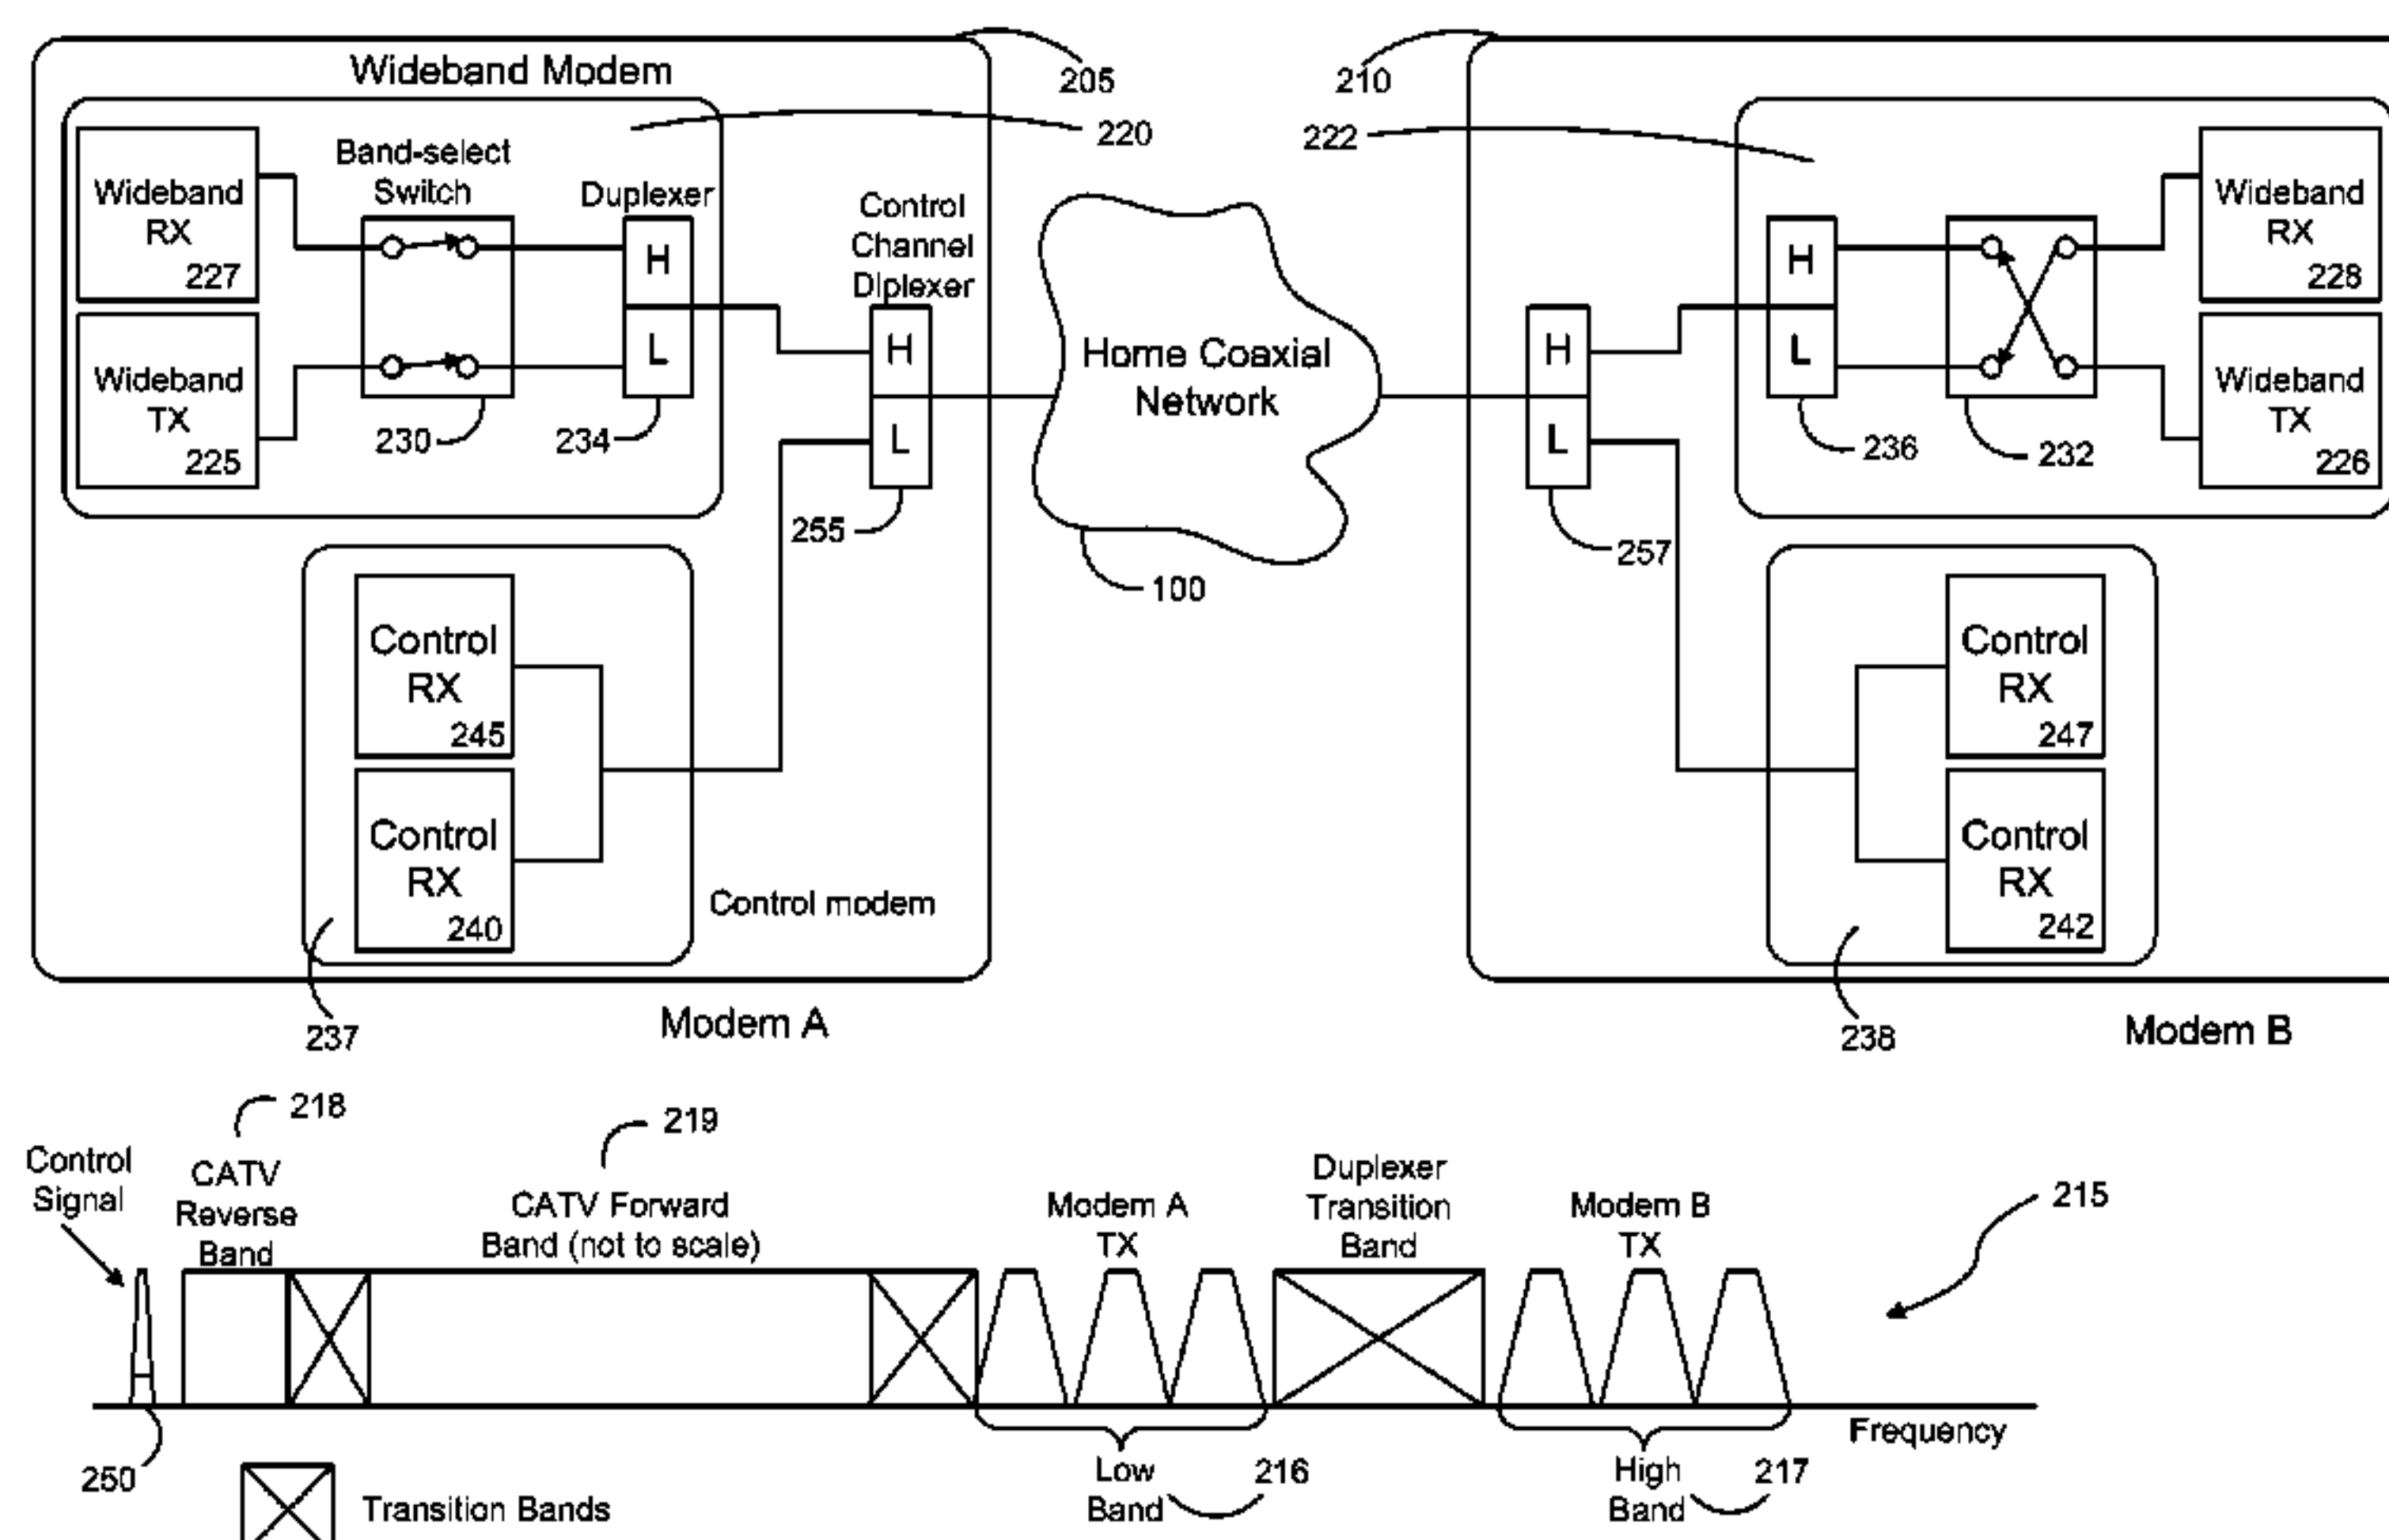 Wideband Modem
205
210
220
222
Wideband
RX
227
Band-select
Switch
Duplexer
H
L
Wideband
TX
225
230
234
Control
Channel
Diplexer
H
L
255
Home Coaxial
Network
100
H
L
257
H
L
236
232
Wideband
RX
228
Wideband
TX
226
Control
RX
245
Control
RX
240
Control modem
237
Modem A
Control
RX
247
Control
RX
242
238
Modem B
218
219
Control
Signal
CATV
Reverse
Band
CATV Forward
Band (not to scale)
Modem A
TX
Duplexer
Transition
Band
Modem B
TX
215
Frequency
250
Low
Band
216
High
Band
217
Transition Bands